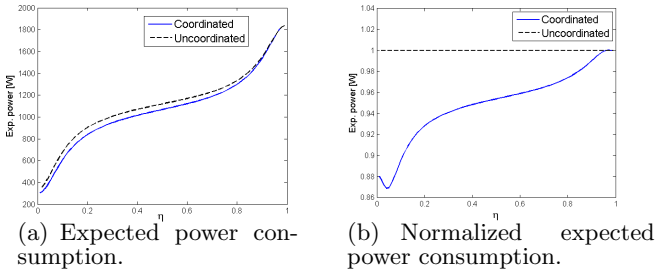 Coordinated
Uncoordinated
Exp. power [W]
2000
1800
1600
1400
1200
1000
800
600
400
200
0
0.2
0.4
0.6
0.8
1
η
(a) Expected power con-
sumption.
Coordinated
Uncoordinated
Exp. power [W]
1.04
1.02
1
0.98
0.96
0.94
0.92
0.9
0.88
0.86
0
0.2
0.4
0.6
0.8
1
η
(b) Normalized expected
power consumption.